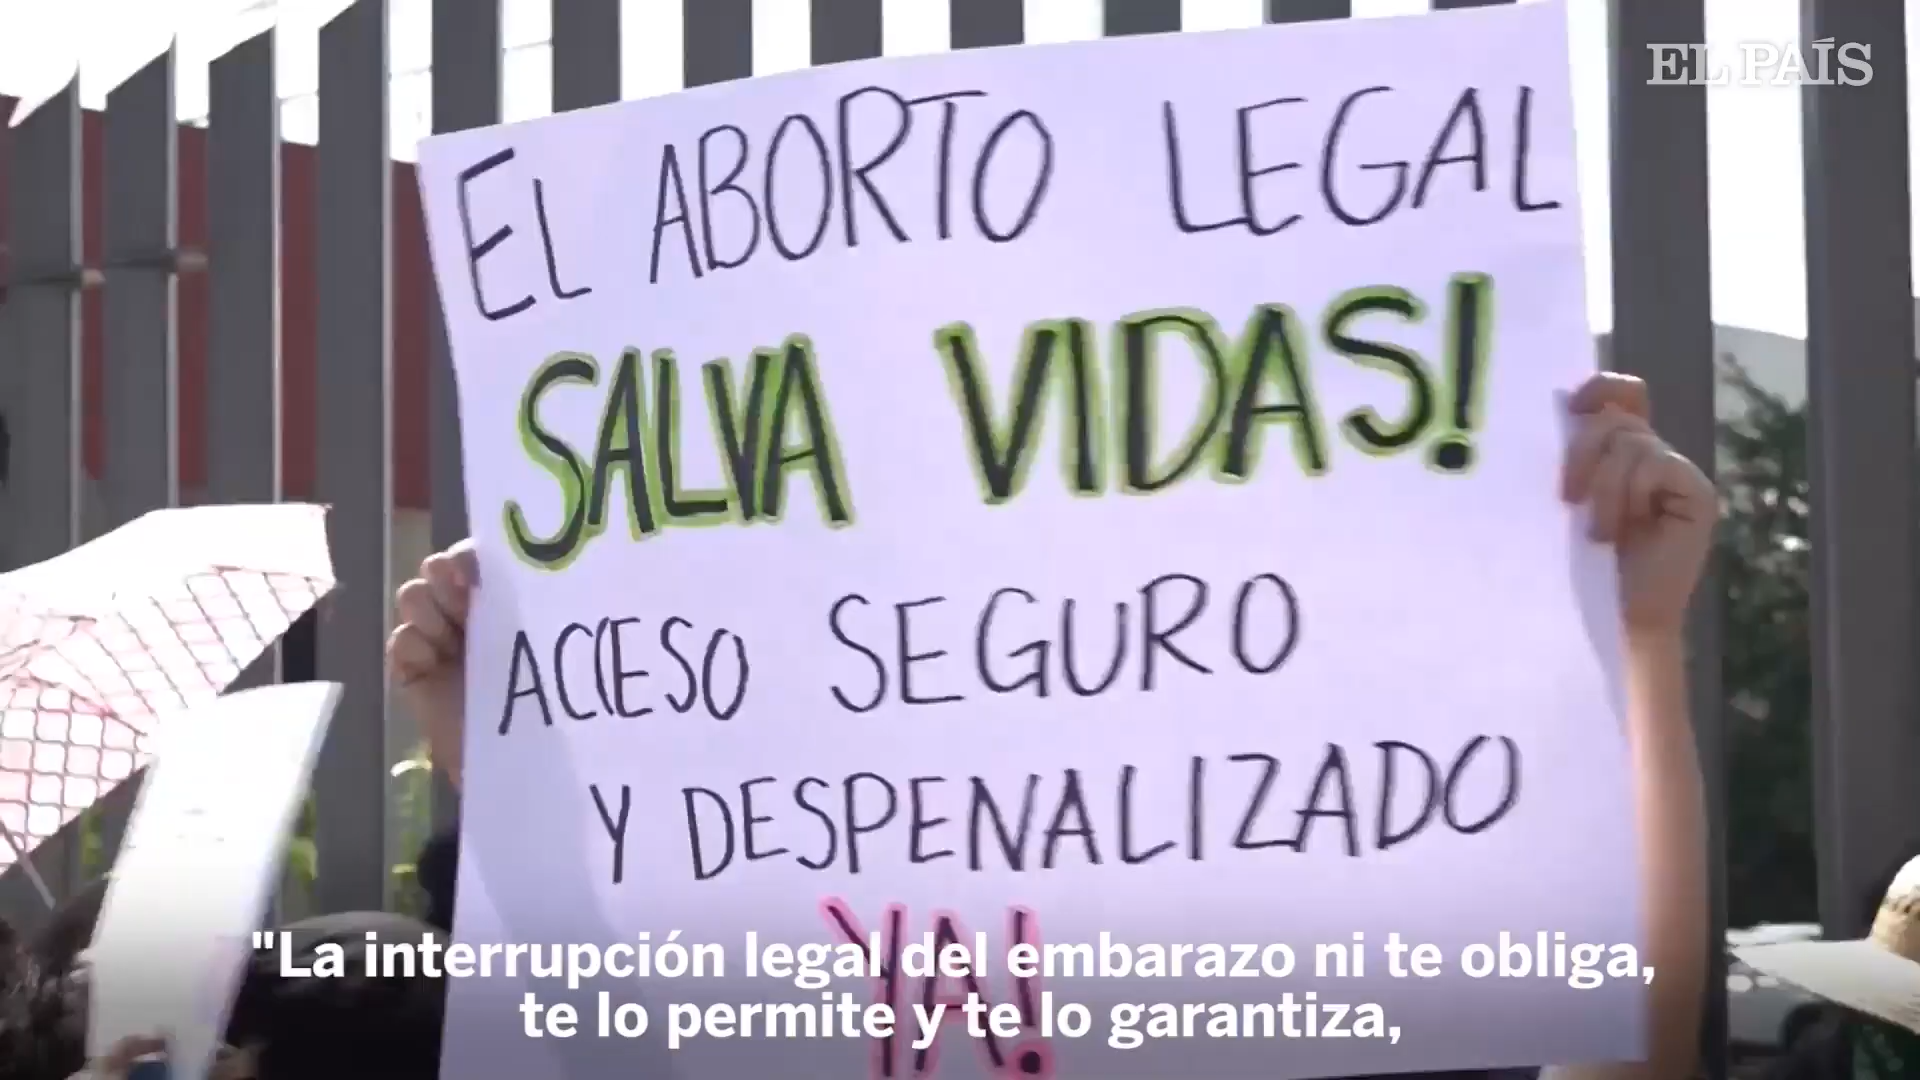 EL PAÍS
EL ABORTO LEGAL
SALVA VIDAS!
ACCESO SEGURO
Y DESPENALIZADO
YA!
"La interrupción legal del embarazo ni te obliga,
te lo permite y te lo garantiza,